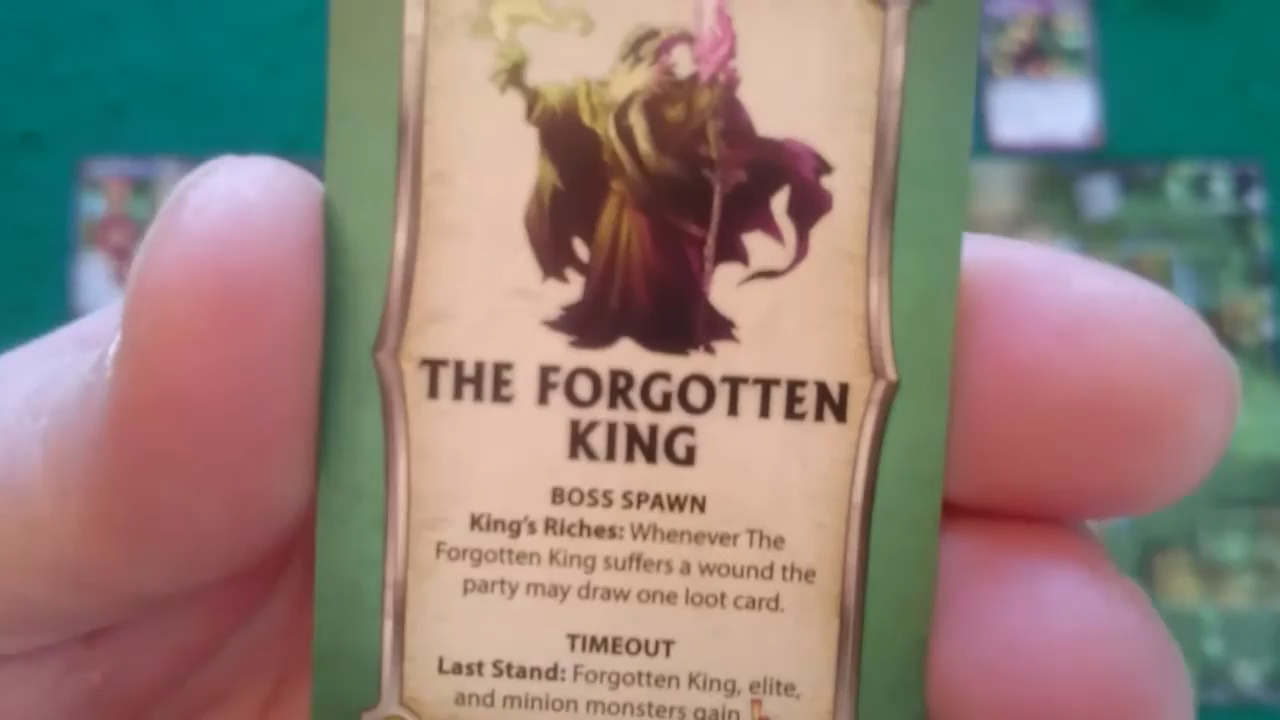 THE FORGOTTEN
KING
BOSS SPAWN
King's Riches: Whenever The
Forgotten King suffers a wound the
party may draw one loot card.
TIMEOUT
Last Stand: Forgotten King, elite,
and minion monsters gain